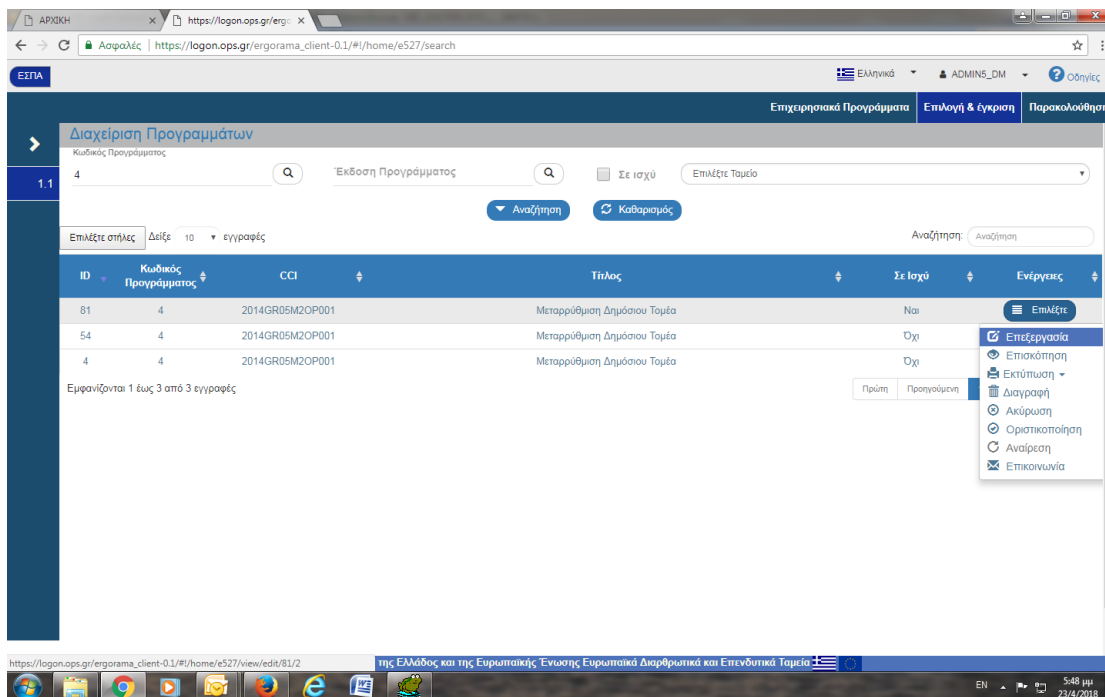 ΑΡΧΙΚΗ
https://logon.ops.gr/ergo
Ασφαλές | https://logon.ops.gr/ergorama_client-0.1/#!/home/e527/search
ΕΣΠΑ
Ελληνικά
ADMIN5_DM
Οδηγίες
Επιχειρησιακά Προγράμματα
Επιλογή & έγκριση
Παρακολούθησ
Διαχείριση Προγραμμάτων
1.1
Κωδικός Προγράμματος
4
Έκδοση Προγράμματος
Σε ισχύ
Επιλέξτε Ταμείο
Αναζήτηση
Καθαρισμός
Επιλέξτε στήλες Δείξε 10 εγγραφές
Αναζήτηση: Αναζήτηση
ID Κωδικός Προγράμματος CCI Τίτλος Σε Ισχύ Ενέργειες
81 4 2014GR05M2OP001 Μεταρρύθμιση Δημόσιου Τομέα Ναι Επιλέξτε
54 4 2014GR05M2OP001 Μεταρρύθμιση Δημόσιου Τομέα Όχι
4 4 2014GR05M2OP001 Μεταρρύθμιση Δημόσιου Τομέα Όχι
Επεξεργασία
Επισκόπηση
Εκτύπωση
Διαγραφή
Ακύρωση
Οριστικοποίηση
Αναίρεση
Επικοινωνία
Εμφανίζονται 1 έως 3 από 3 εγγραφές
Πρώτη Προηγούμενη
https://logon.ops.gr/ergorama_client-0.1/#!/home/e527/view/edit/81/2
της Ελλάδος και της Ευρωπαϊκής Ένωσης Ευρωπαϊκά Διαρθρωτικά και Επενδυτικά Ταμεία
EN
5:48 μμ
23/4/2018